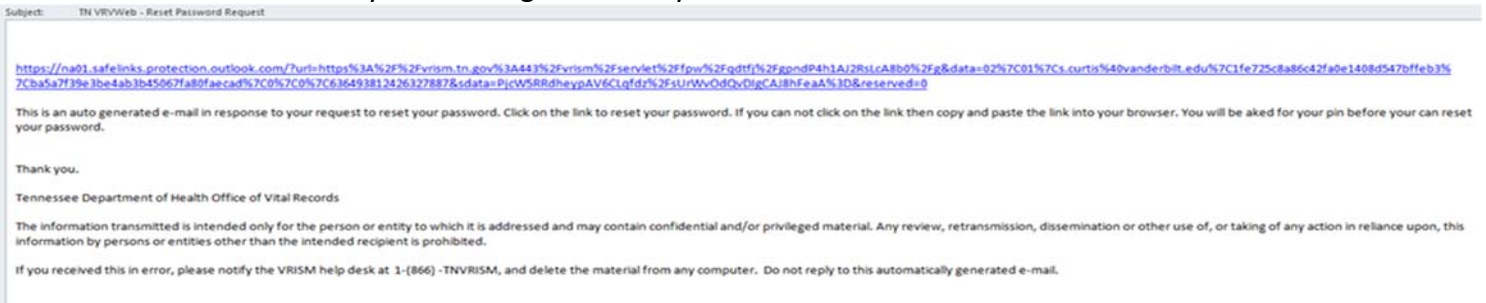 Subject: TN VRVWeb - Reset Password Request
https://na01.safelinks.protection.outlook.com/?url=https%3A%2F%2Fvrism.tn.gov%3A443%2Fvrism%2Fservlet%2Ffpw%2Fqdtfj%2FgpndP4h1AJ2RsLcA8b0%2Fg&data=02%7C01%7Cs.curtis%40vanderbilt.edu%7C1fe725c8a86c42fa0e1408d547bffeb3%
7Cba5a7f39e3be4ab3b45067fa80faecad%7C0%7C0%7C636493812426327887&sdata=PjcW5RRdheypAV6CLqfdz%2FsUrWvOdQvDlgCAJ8hFeaA%3D&reserved=0
This is an auto generated e-mail in response to your request to reset your password. Click on the link to reset your password. If you can not click on the link then copy and paste the link into your browser. You will be aked for your pin before your can reset
your password.
Thank you.
Tennessee Department of Health Office of Vital Records
The information transmitted is intended only for the person or entity to which it is addressed and may contain confidential and/or privileged material. Any review, retransmission, dissemination or other use of, or taking of any action in reliance upon, this
information by persons or entities other than the intended recipient is prohibited.
If you received this in error, please notify the VRISM help desk at 1-(866) -TNVRISM, and delete the material from any computer. Do not reply to this automatically generated e-mail.